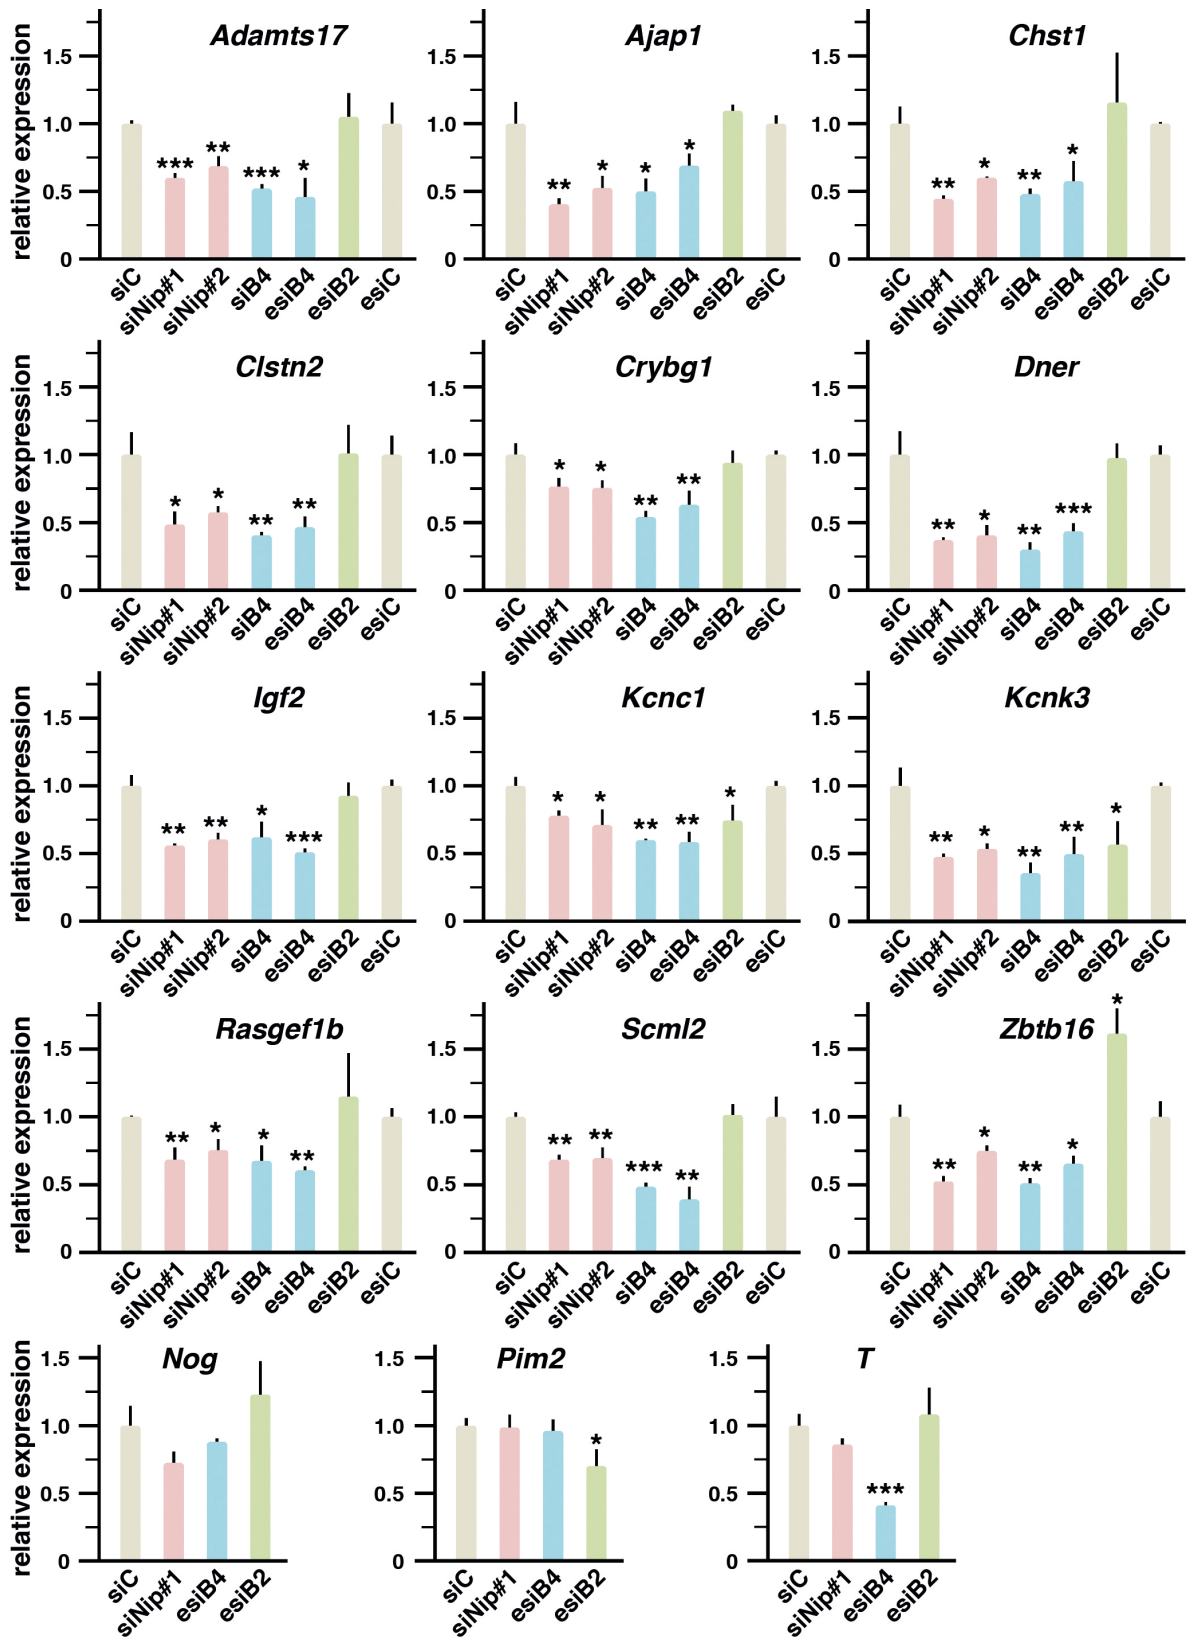 relative expression
Adamts17
1.5
1.0
0.5
0
***
**
***
*
siC
siNip#1
siNip#2
siB4
esiB4
esiB2
esiC
Ajap1
1.5
1.0
0.5
0
**
*
*
*
siC
siNip#1
siNip#2
siB4
esiB4
esiB2
esiC
Chst1
1.5
1.0
0.5
0
**
*
**
*
siC
siNip#1
siNip#2
siB4
esiB4
esiB2
esiC
relative expression
Clstn2
1.5
1.0
0.5
0
*
*
**
**
siC
siNip#1
siNip#2
siB4
esiB4
esiB2
esiC
Crybg1
1.5
1.0
0.5
0
*
*
**
**
siC
siNip#1
siNip#2
siB4
esiB4
esiB2
esiC
Dner
1.5
1.0
0.5
0
**
*
**
***
siC
siNip#1
siNip#2
siB4
esiB4
esiB2
esiC
relative expression
Igf2
1.5
1.0
0.5
0
**
**
*
***
siC
siNip#1
siNip#2
siB4
esiB4
esiB2
esiC
Kcnc1
1.5
1.0
0.5
0
*
*
**
**
*
siC
siNip#1
siNip#2
siB4
esiB4
esiB2
esiC
Kcnk3
1.5
1.0
0.5
0
**
*
**
**
*
siC
siNip#1
siNip#2
siB4
esiB4
esiB2
esiC
relative expression
Rasgef1b
1.5
1.0
0.5
0
**
*
*
**
siC
siNip#1
siNip#2
siB4
esiB4
esiB2
esiC
Scml2
1.5
1.0
0.5
0
**
**
***
**
siC
siNip#1
siNip#2
siB4
esiB4
esiB2
esiC
Zbtb16
1.5
1.0
0.5
0
**
*
**
*
*
siC
siNip#1
siNip#2
siB4
esiB4
esiB2
esiC
relative expression
Nog
1.5
1.0
0.5
0
siC
siNip#1
esiB4
esiB2
Pim2
1.5
1.0
0.5
0
*
siC
siNip#1
esiB4
esiB2
T
1.5
1.0
0.5
0
***
siC
siNip#1
esiB4
esiB2